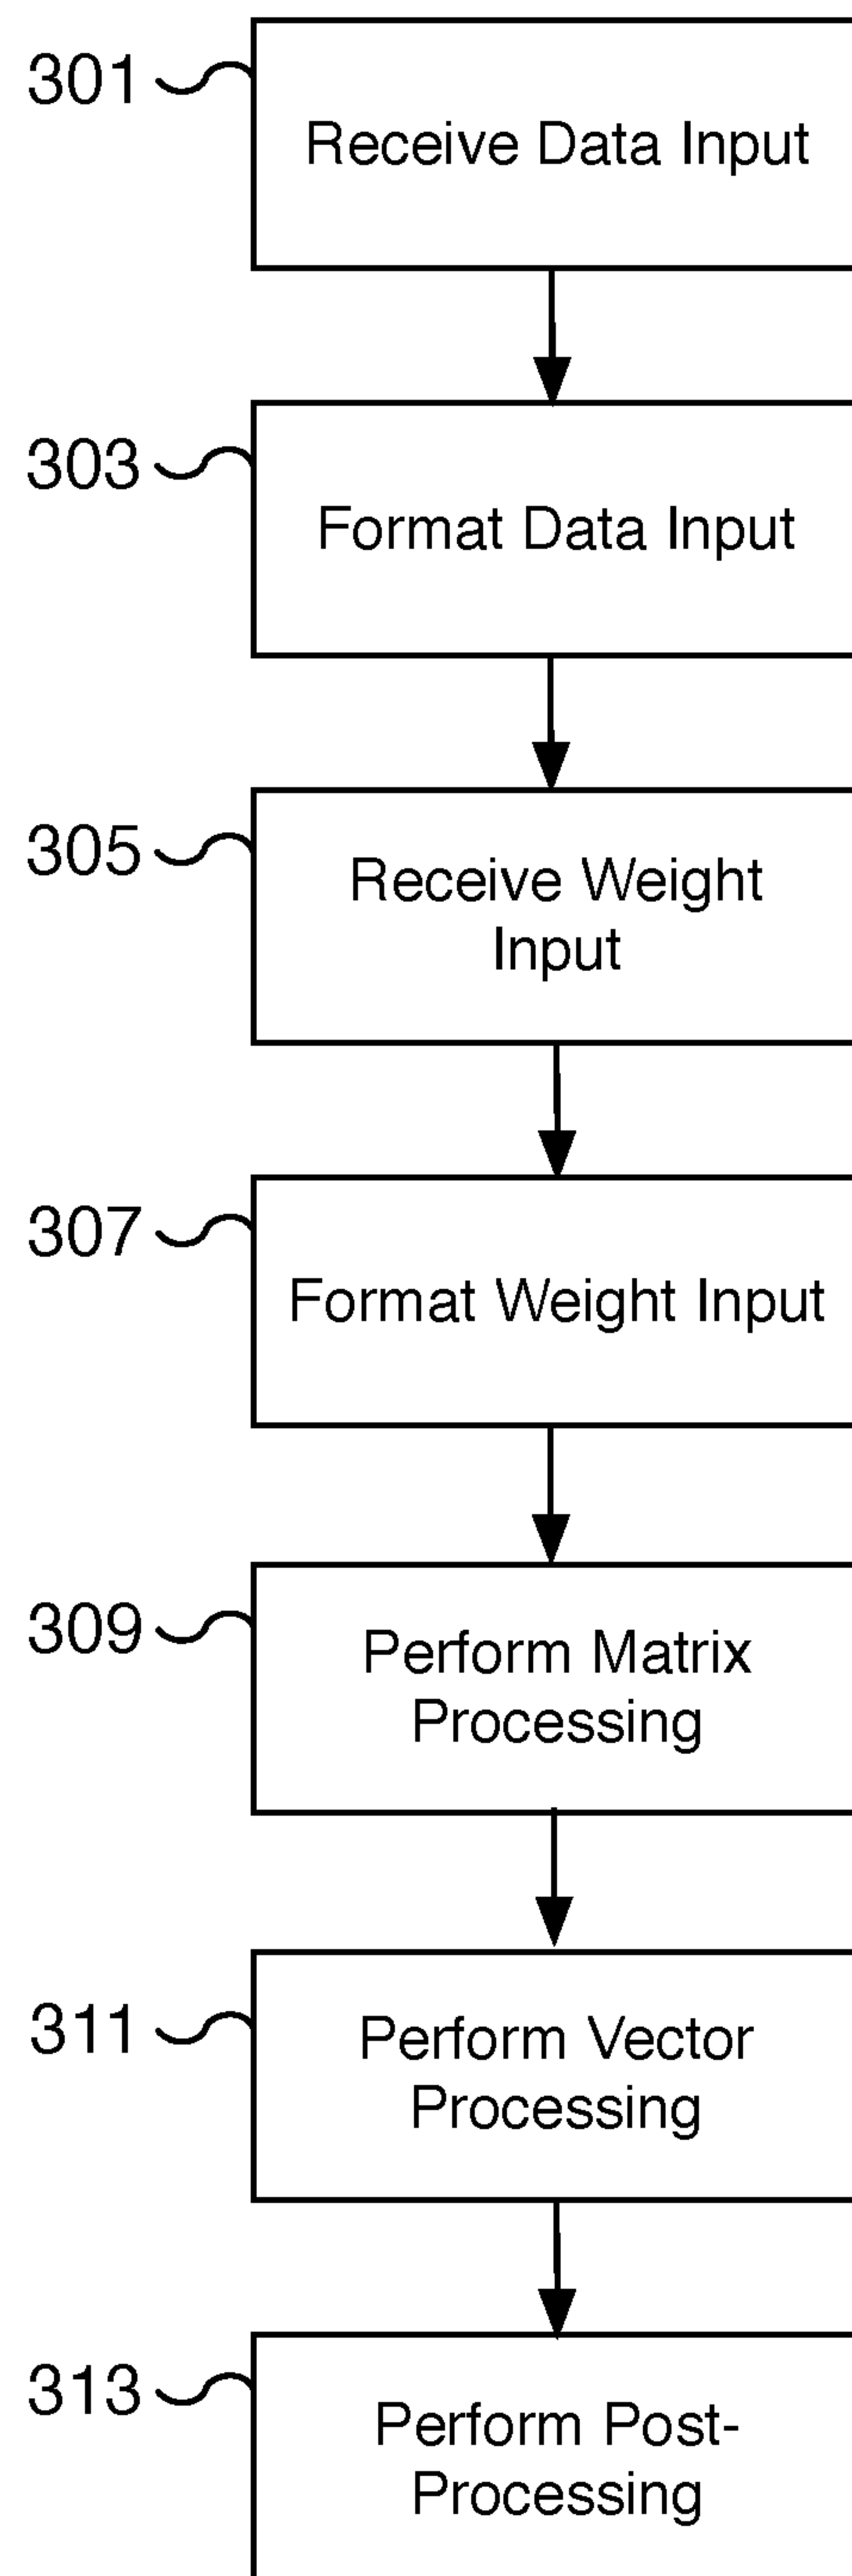 301
Receive Data Input
303
Format Data Input
305
Receive Weight
Input
307
Format Weight Input
309
Perform Matrix
Processing
311
Perform Vector
Processing
313
Perform Post-
Processing